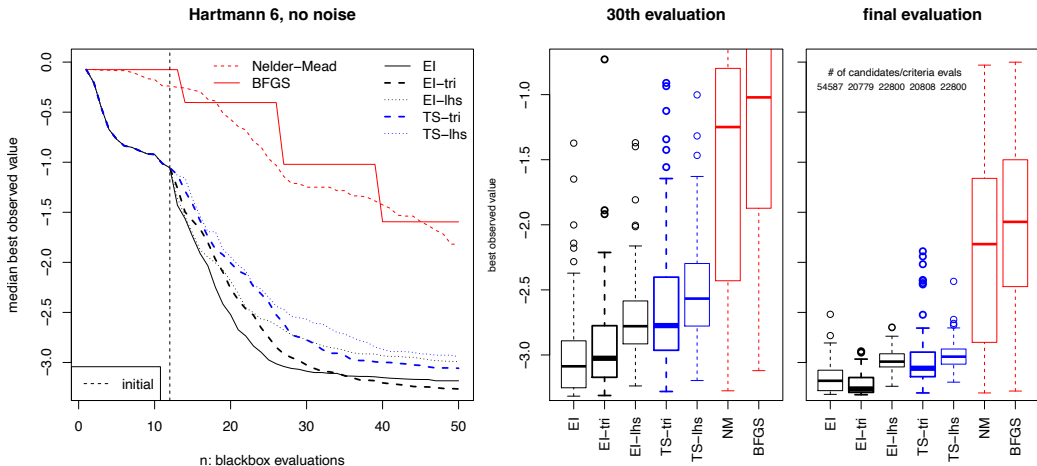 Hartmann 6, no noise
median best observed value
0.0
−0.5
−1.0
−1.5
−2.0
−2.5
−3.0
Nelder−Mead
BFGS
EI
EI−tri
EI−lhs
TS−tri
TS−lhs
initial
0 10 20 30 40 50
n: blackbox evaluations
30th evaluation
best observed value
−1.0
−1.5
−2.0
−2.5
−3.0
EI
EI−tri
EI−lhs
TS−tri
TS−lhs
NM
BFGS
final evaluation
# of candidates/criteria evals
54587 20779 22800 20808 22800
EI
EI−tri
EI−lhs
TS−tri
TS−lhs
NM
BFGS